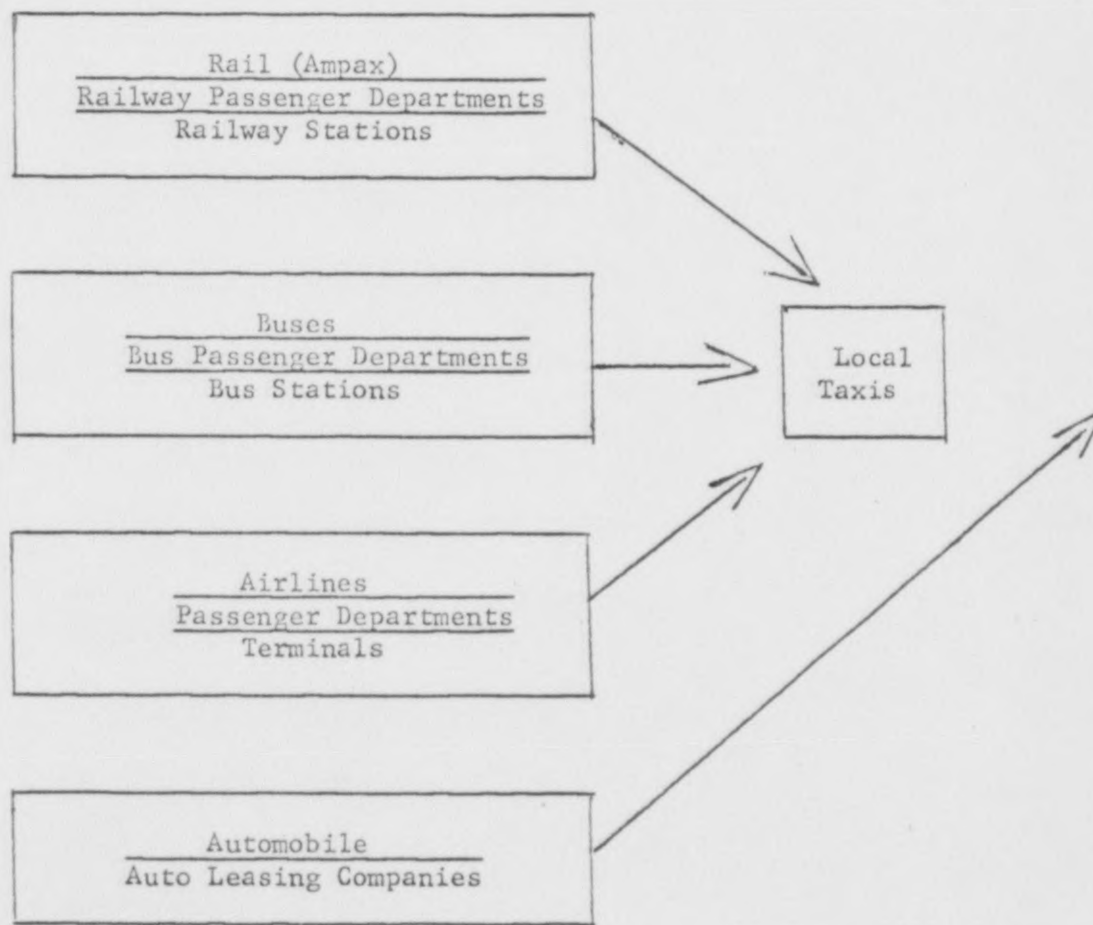 Rail (Ampax)
Railway Passenger Departments
Railway Stations
Buses
Bus Passenger Departments
Bus Stations
Local
Taxis
Airlines
Passenger Departments
Terminals
Automobile
Auto Leasing Companies